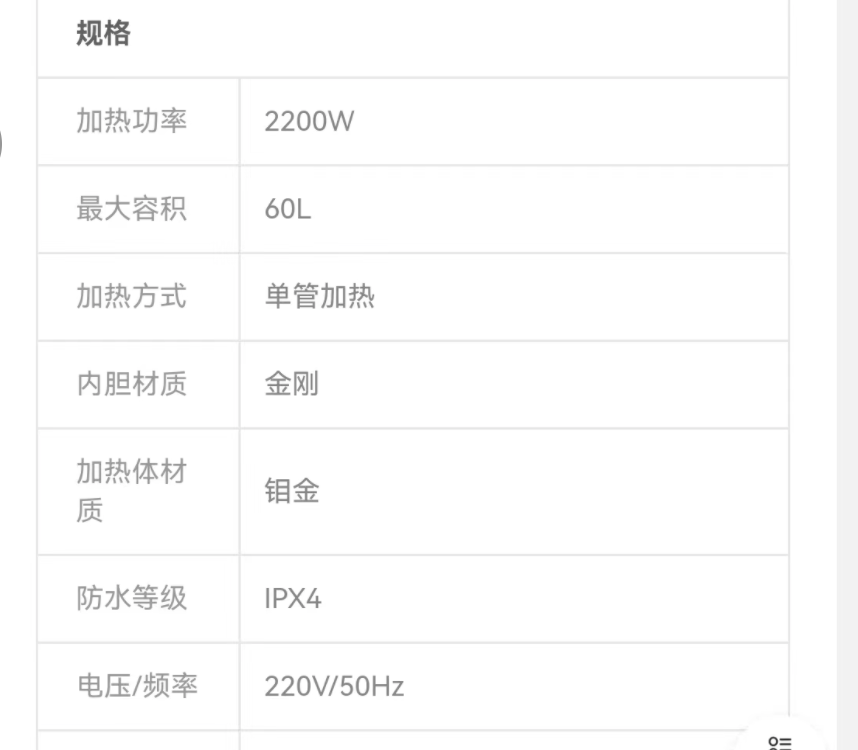 规格
加热功率
2200W
最大容积
60L
加热方式
单管加热
内胆材质
金刚
加热体材
质
钼金
防水等级
IPX4
电压/频率
220V/50Hz